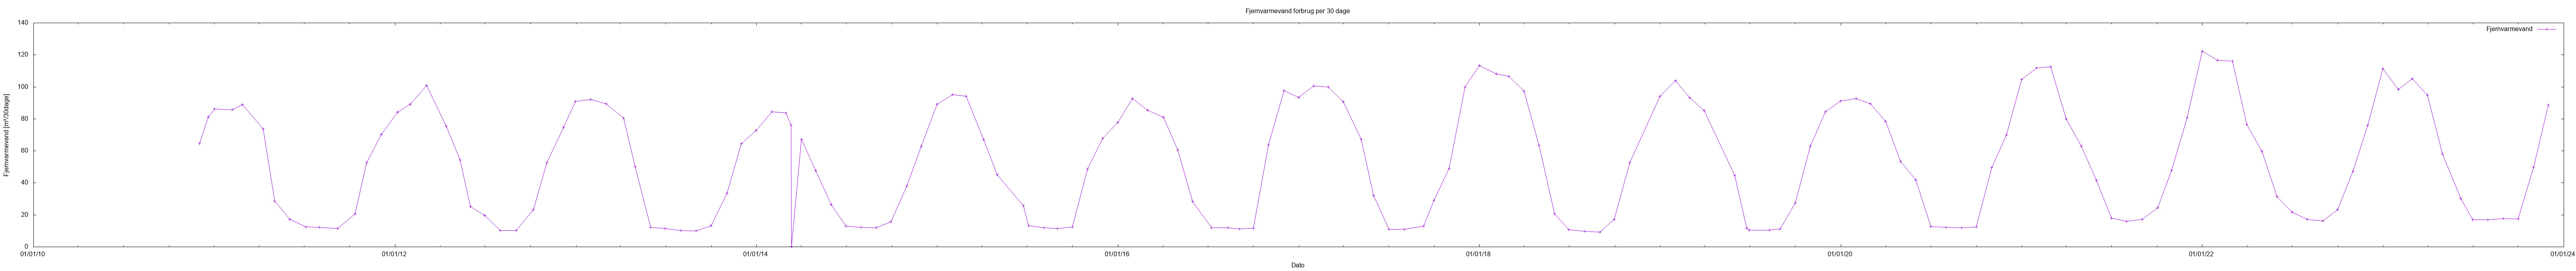 Fjernvarmevand forbrug per 30 dage
Fjernvarmevand [m³/30dage]
140
120
100
80
60
40
20
0
Fjernvarmevand
01/01/10 01/01/12 01/01/14 01/01/16 01/01/18 01/01/20 01/01/22 01/01/24
Dato